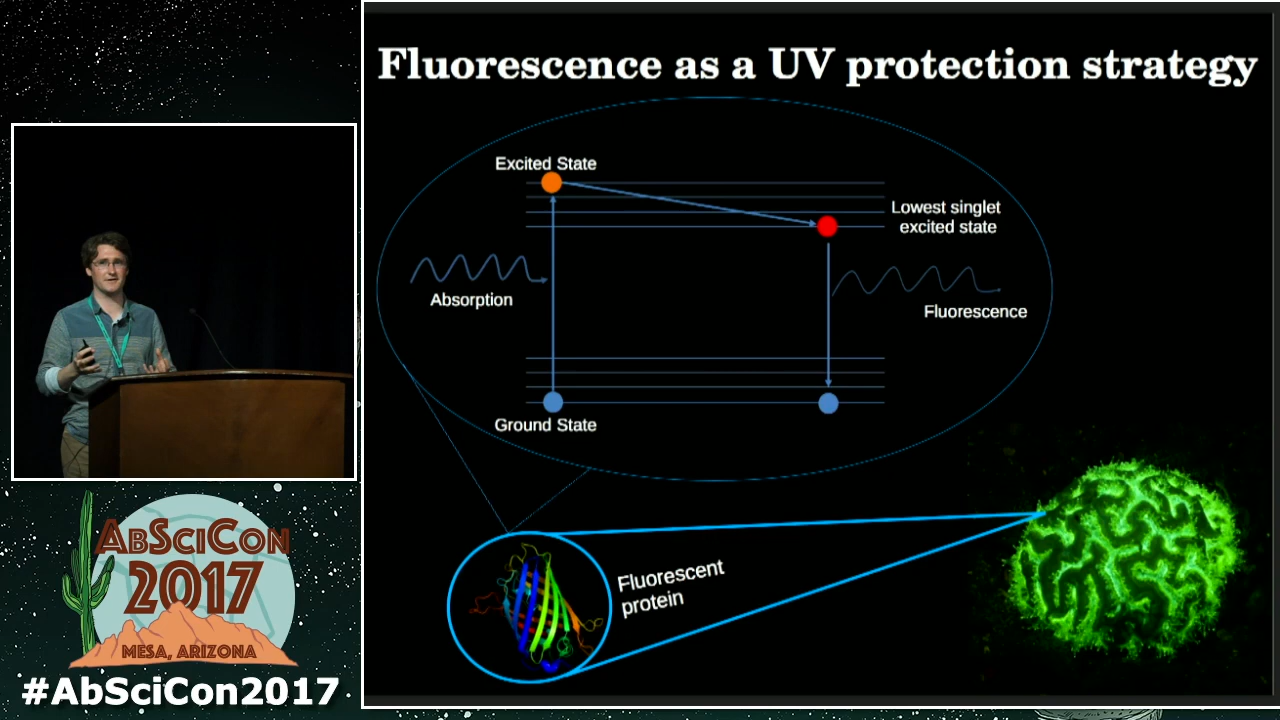 Fluorescence as a UV protection strategy
Excited State
Lowest singlet
excited state
Absorption
Fluorescence
Ground State
Fluorescent
protein
ABSCICON
2017
MESA, ARIZONA
#AbSciCon2017